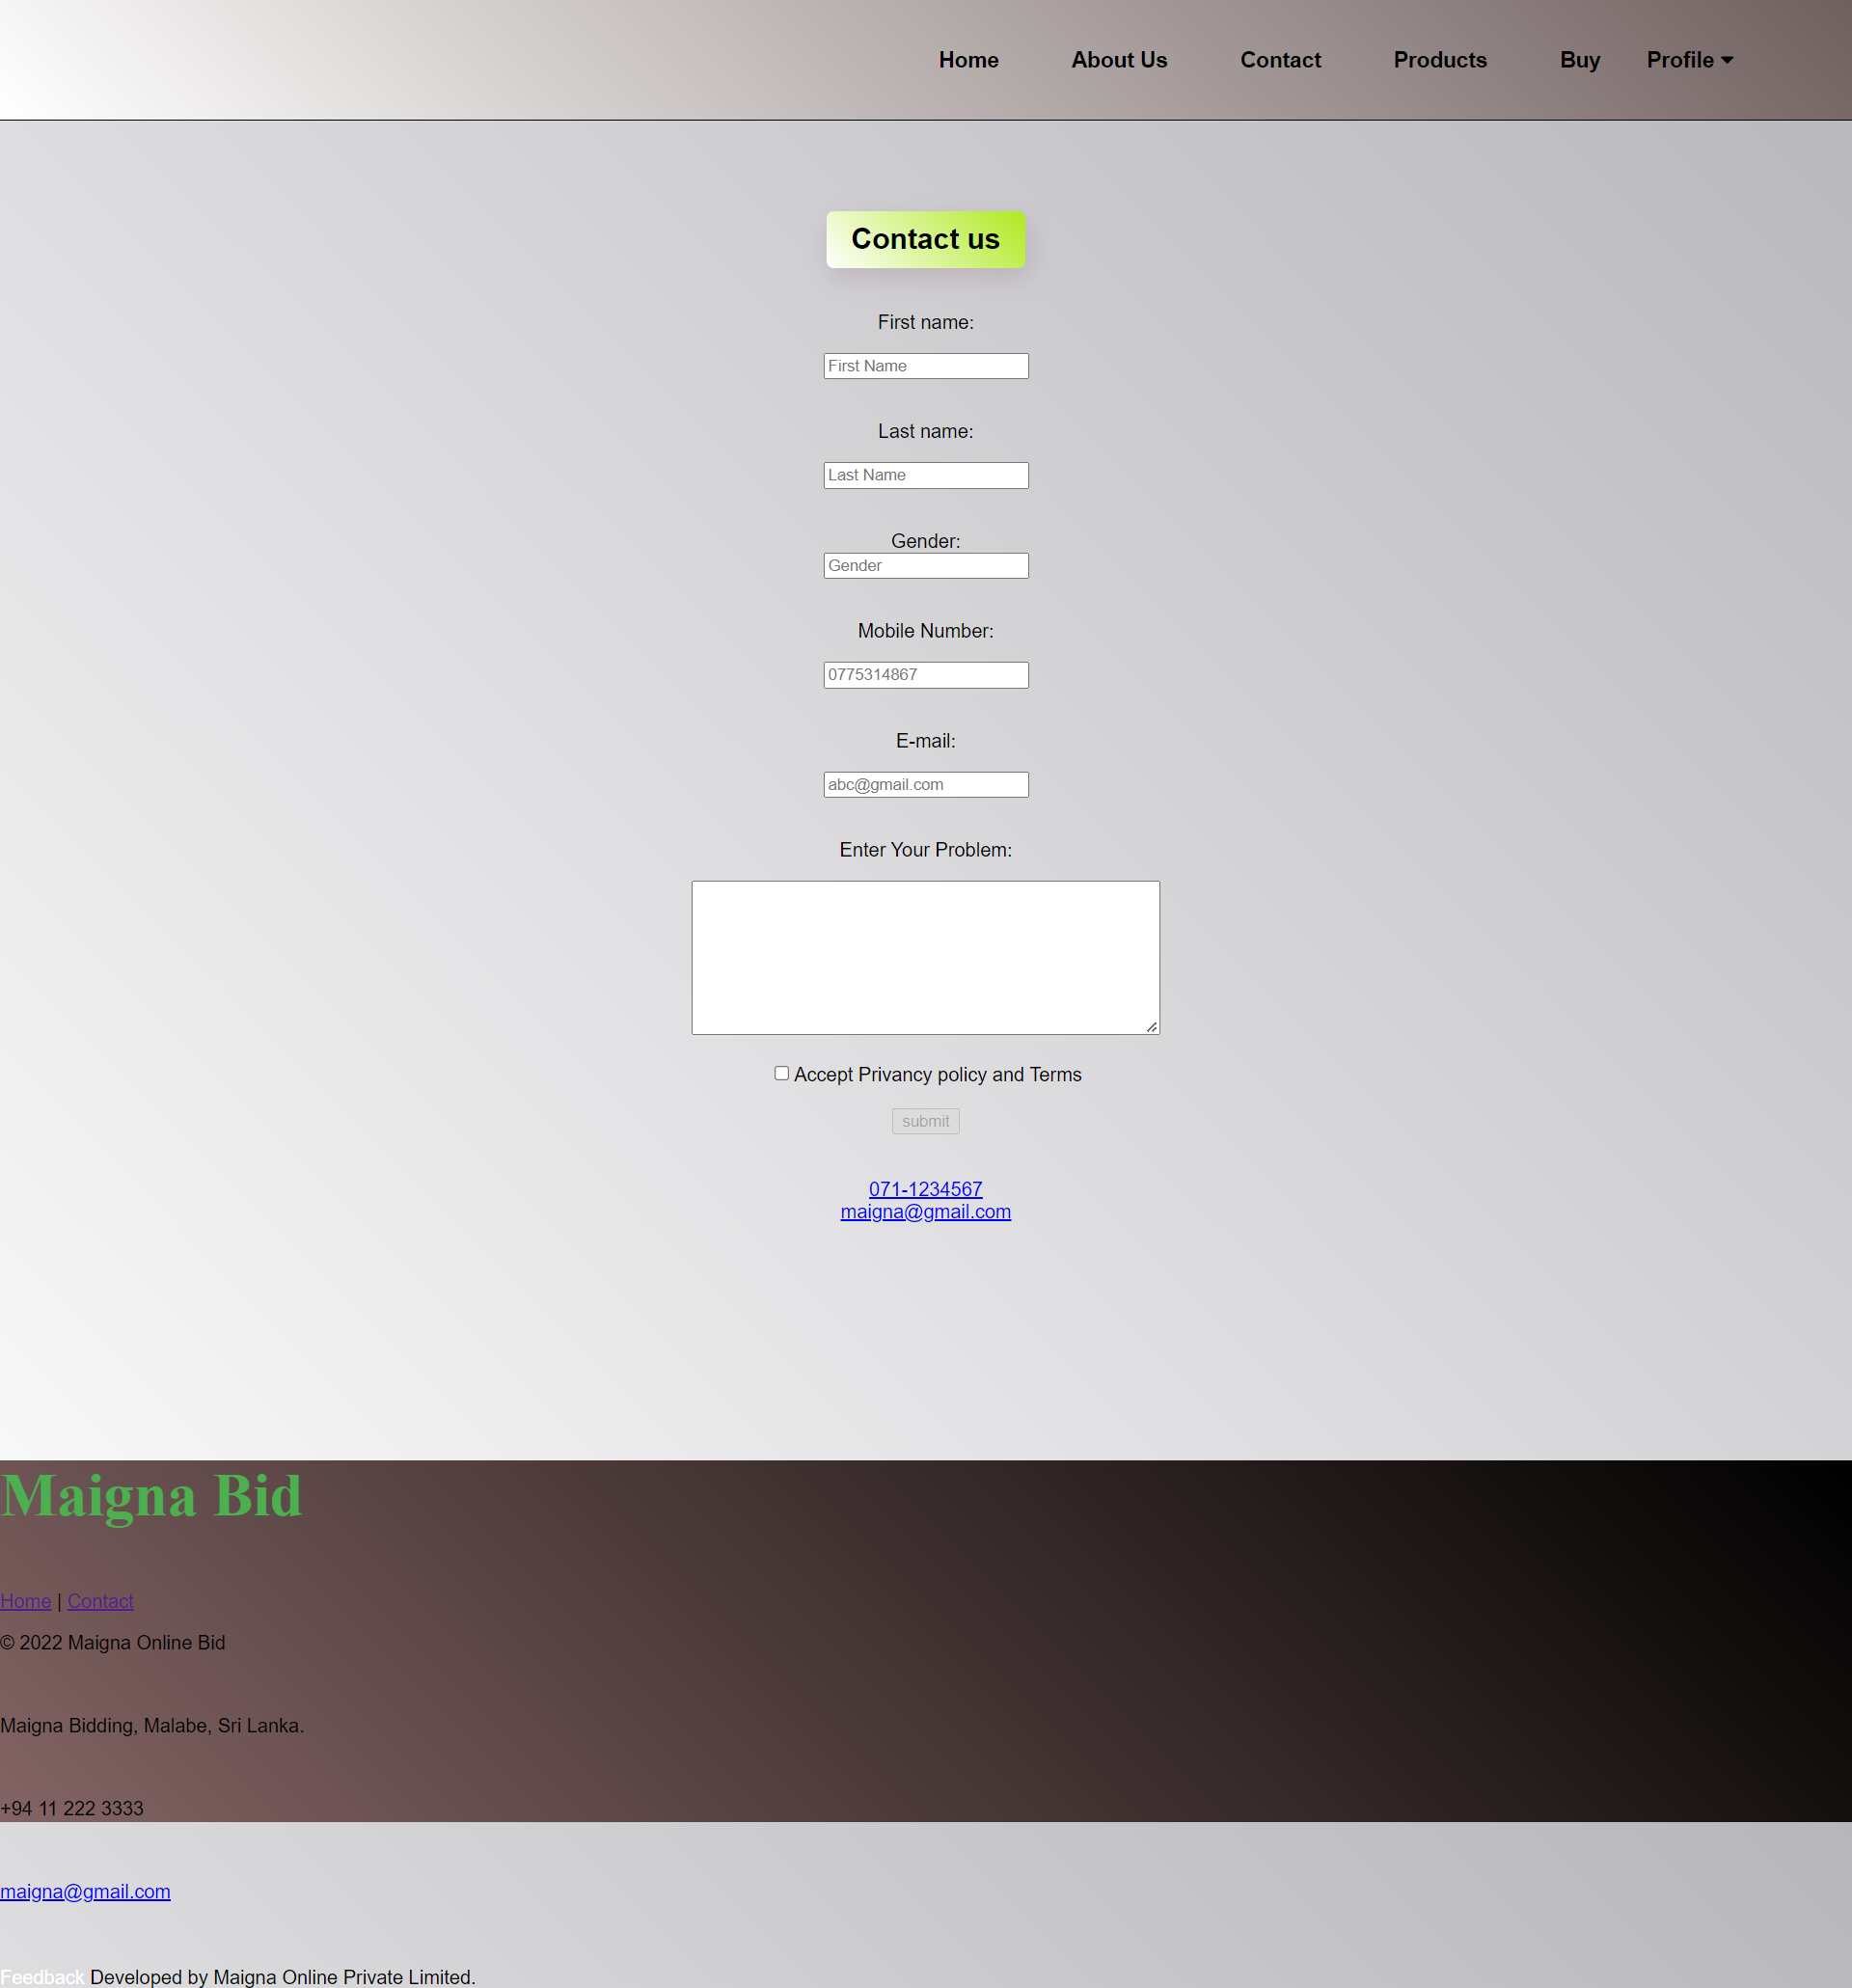 Home About Us Contact Products Buy Profile
Contact us
First name:
First Name
Last name:
Last Name
Gender:
Gender
Mobile Number:
0775314867
E-mail:
abc@gmail.com
Enter Your Problem:
Accept Privancy policy and Terms
submit
071-1234567
maigna@gmail.com
Maigna Bid
Home | Contact
© 2022 Maigna Online Bid
Maigna Bidding, Malabe, Sri Lanka.
+94 11 222 3333
maigna@gmail.com
Feedback Developed by Maigna Online Private Limited.